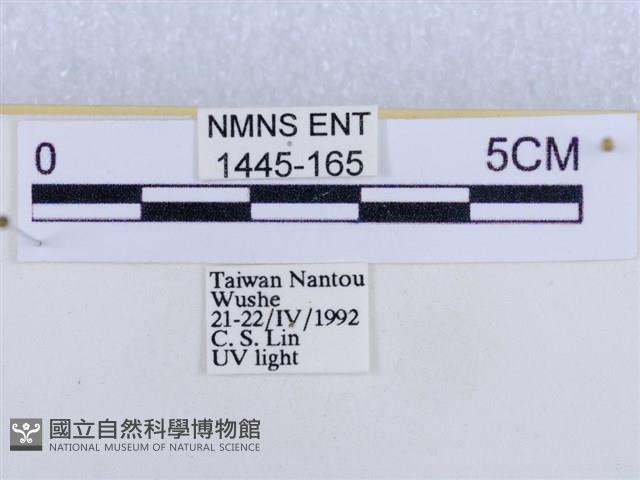 NMNS ENT
1445-165
0 5CM
Taiwan Nantou
Wushe
21-22/IV/1992
C. S. Lin
UV light
國立自然科學博物館
NATIONAL MUSEUM OF NATURAL SCIENCE